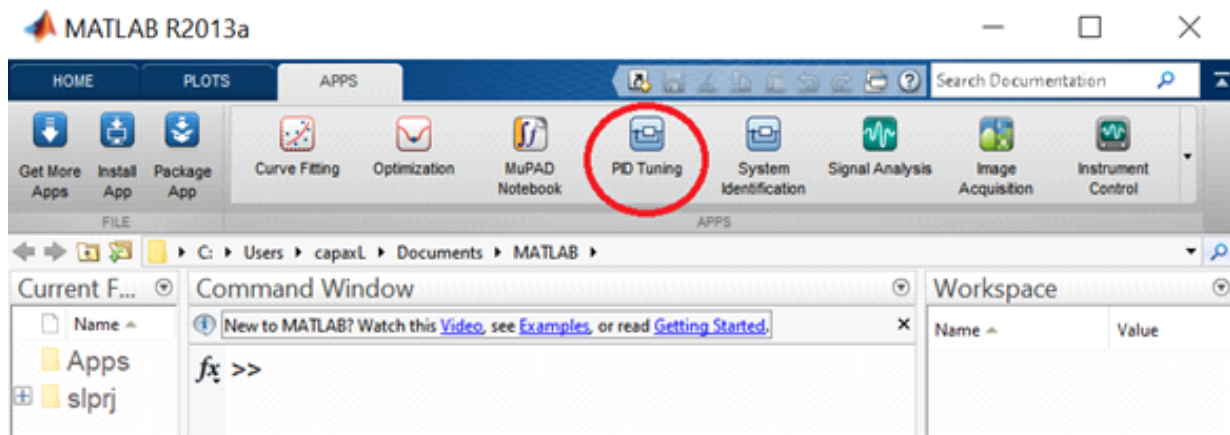 MATLAB R2013a
HOME PLOTS APPS Search Documentation
Get More Apps
Install App
Package App
Curve Fitting
Optimization
MuPAD Notebook
PID Tuning
System Identification
Signal Analysis
Image Acquisition
Instrument Control
FILE APPS
C: Users capaxL Documents MATLAB
Current F...
Name
Apps
slprj
Command Window
New to MATLAB? Watch this Video, see Examples, or read Getting Started.
fx >>
Workspace
Name Value